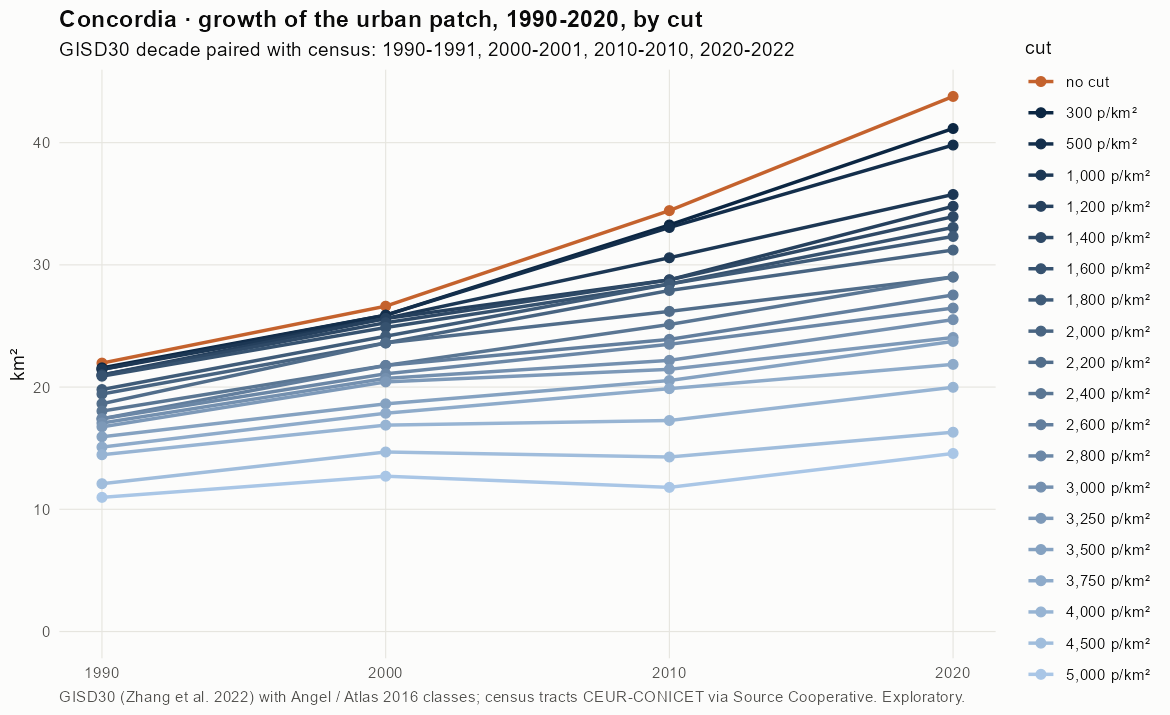 Concordia · growth of the urban patch, 1990-2020, by cut
GISD30 decade paired with census: 1990-1991, 2000-2001, 2010-2010, 2020-2022
cut
no cut
300 p/km²
500 p/km²
1,000 p/km²
1,200 p/km²
1,400 p/km²
1,600 p/km²
1,800 p/km²
2,000 p/km²
2,200 p/km²
2,400 p/km²
2,600 p/km²
2,800 p/km²
3,000 p/km²
3,250 p/km²
3,500 p/km²
3,750 p/km²
4,000 p/km²
4,500 p/km²
5,000 p/km²
km²
40
30
20
10
0
1990
2000
2010
2020
GISD30 (Zhang et al. 2022) with Angel / Atlas 2016 classes; census tracts CEUR-CONICET via Source Cooperative. Exploratory.